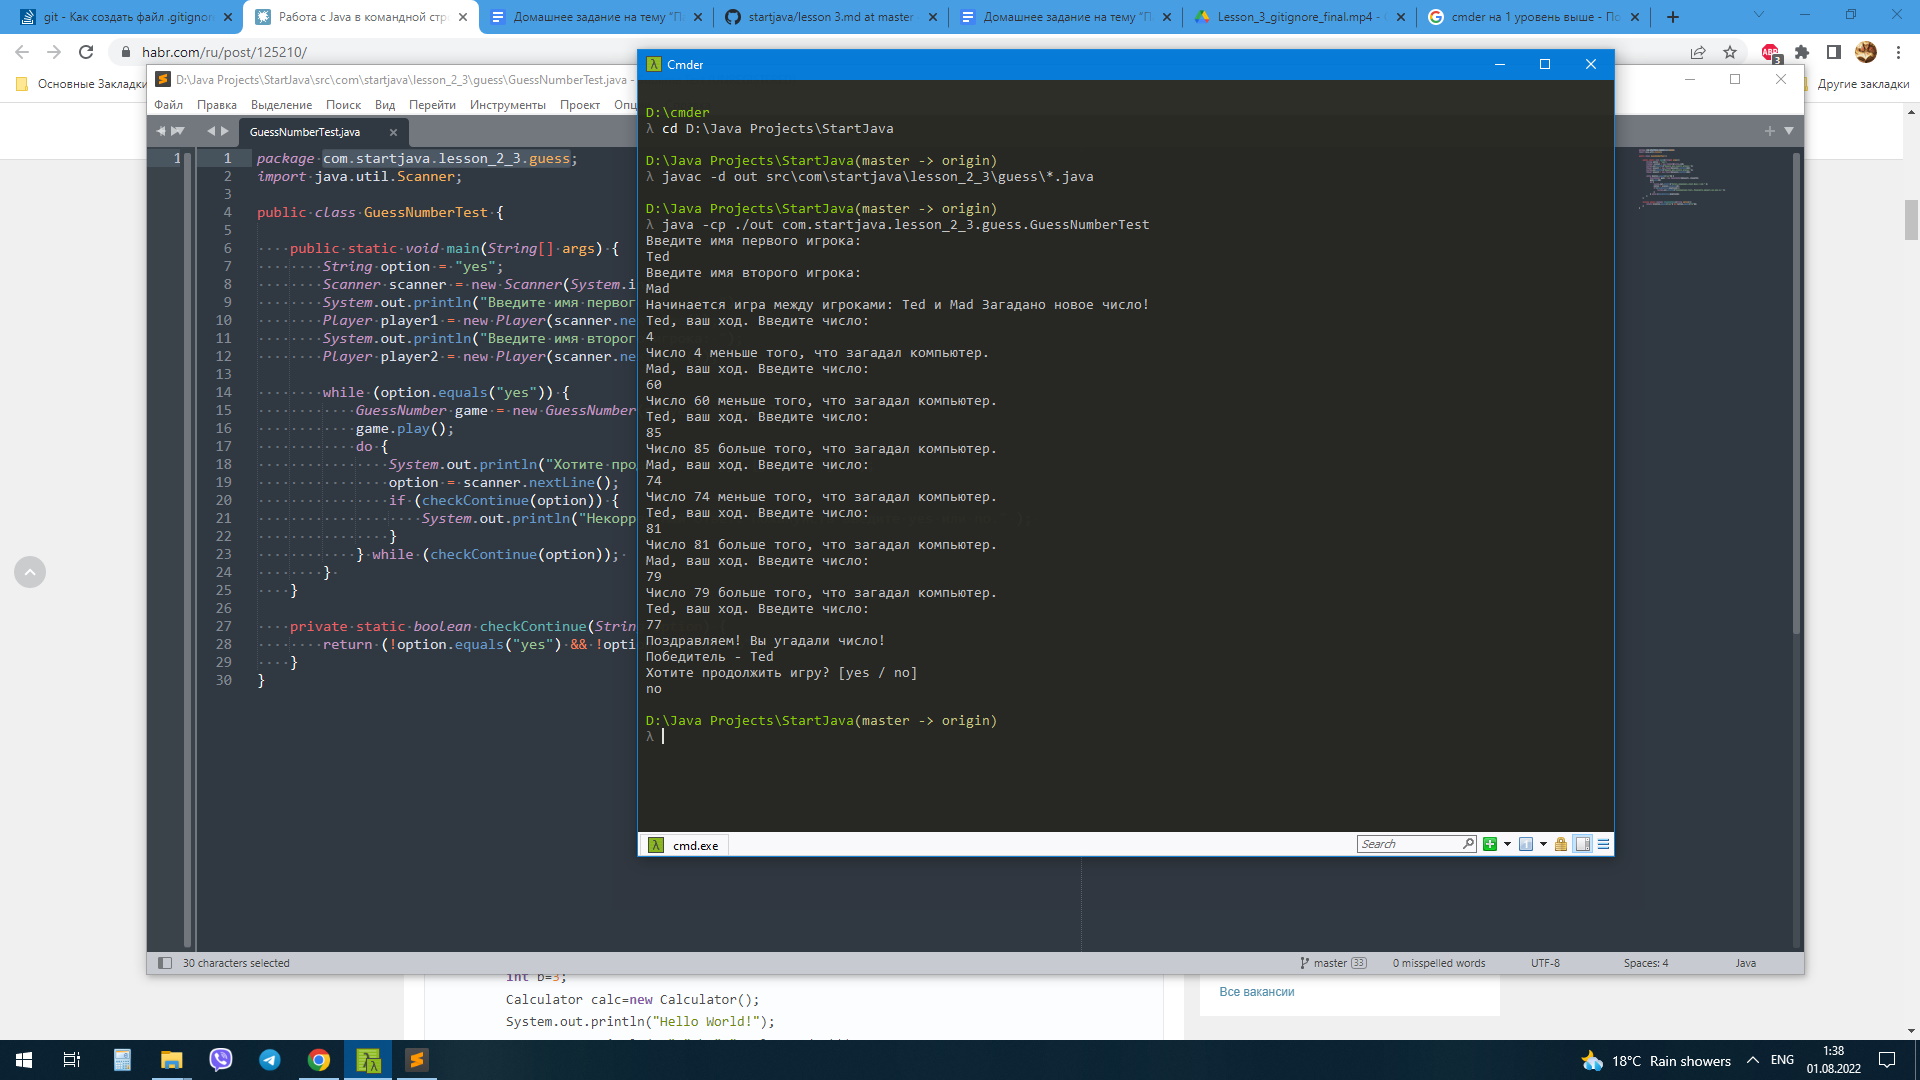 git - Как создать файл .gitignor
Работа с Java в командной стр
Домашнее задание на тему "П
startjava/lesson 3.md at master
Домашнее задание на тему "П
Lesson_3_gitignore_final.mp4 -
cmder на 1 уровень выше - По
habr.com/ru/post/125210/
ABP
3
Основные Закладки
Другие закладки
D:\Java Projects\StartJava\src\com\startjava\lesson_2_3\guess\GuessNumberTest.java -
Файл Правка Выделение Поиск Вид Перейти Инструменты Проект Опц
GuessNumberTest.java
1
1 package com.startjava.lesson_2_3.guess;
2 import java.util.Scanner;
3
4 public class GuessNumberTest {
5
6 public static void main(String[] args) {
7 String option = "yes";
8 Scanner scanner = new Scanner(System.i
9 System.out.println("Введите имя первог
10 Player player1 = new Player(scanner.ne
11 System.out.println("Введите имя второг
12 Player player2 = new Player(scanner.ne
13
14 while (option.equals("yes")) {
15 GuessNumber game = new GuessNumber
16 game.play();
17 do {
18 System.out.println("Хотите про
19 option = scanner.nextLine();
20 if (checkContinue(option)) {
21 System.out.println("Некорр
22 }
23 } while (checkContinue(option));
24 }
25 }
26
27 private static boolean checkContinue(Strin
28 return (!option.equals("yes") && !opti
29 }
30 }
Cmder
D:\cmder
λ cd D:\Java Projects\StartJava
D:\Java Projects\StartJava(master -> origin)
λ javac -d out src\com\startjava\lesson_2_3\guess\*.java
D:\Java Projects\StartJava(master -> origin)
λ java -cp ./out com.startjava.lesson_2_3.guess.GuessNumberTest
Введите имя первого игрока:
Ted
Введите имя второго игрока:
Mad
Начинается игра между игроками: Ted и Mad Загадано новое число!
Ted, ваш ход. Введите число:
4
Число 4 меньше того, что загадал компьютер.
Mad, ваш ход. Введите число:
60
Число 60 меньше того, что загадал компьютер.
Ted, ваш ход. Введите число:
85
Число 85 больше того, что загадал компьютер.
Mad, ваш ход. Введите число:
74
Число 74 меньше того, что загадал компьютер.
Ted, ваш ход. Введите число:
81
Число 81 больше того, что загадал компьютер.
Mad, ваш ход. Введите число:
79
Число 79 больше того, что загадал компьютер.
Ted, ваш ход. Введите число:
77
Поздравляем! Вы угадали число!
Победитель - Ted
Хотите продолжить игру? [yes / no]
no
D:\Java Projects\StartJava(master -> origin)
λ
cmd.exe
Search
30 characters selected
master 33
0 misspelled words
UTF-8
Spaces: 4
Java
int b=3;
Calculator calc=new Calculator();
System.out.println("Hello World!");
Все вакансии
18°C Rain showers
ENG
1:38
01.08.2022